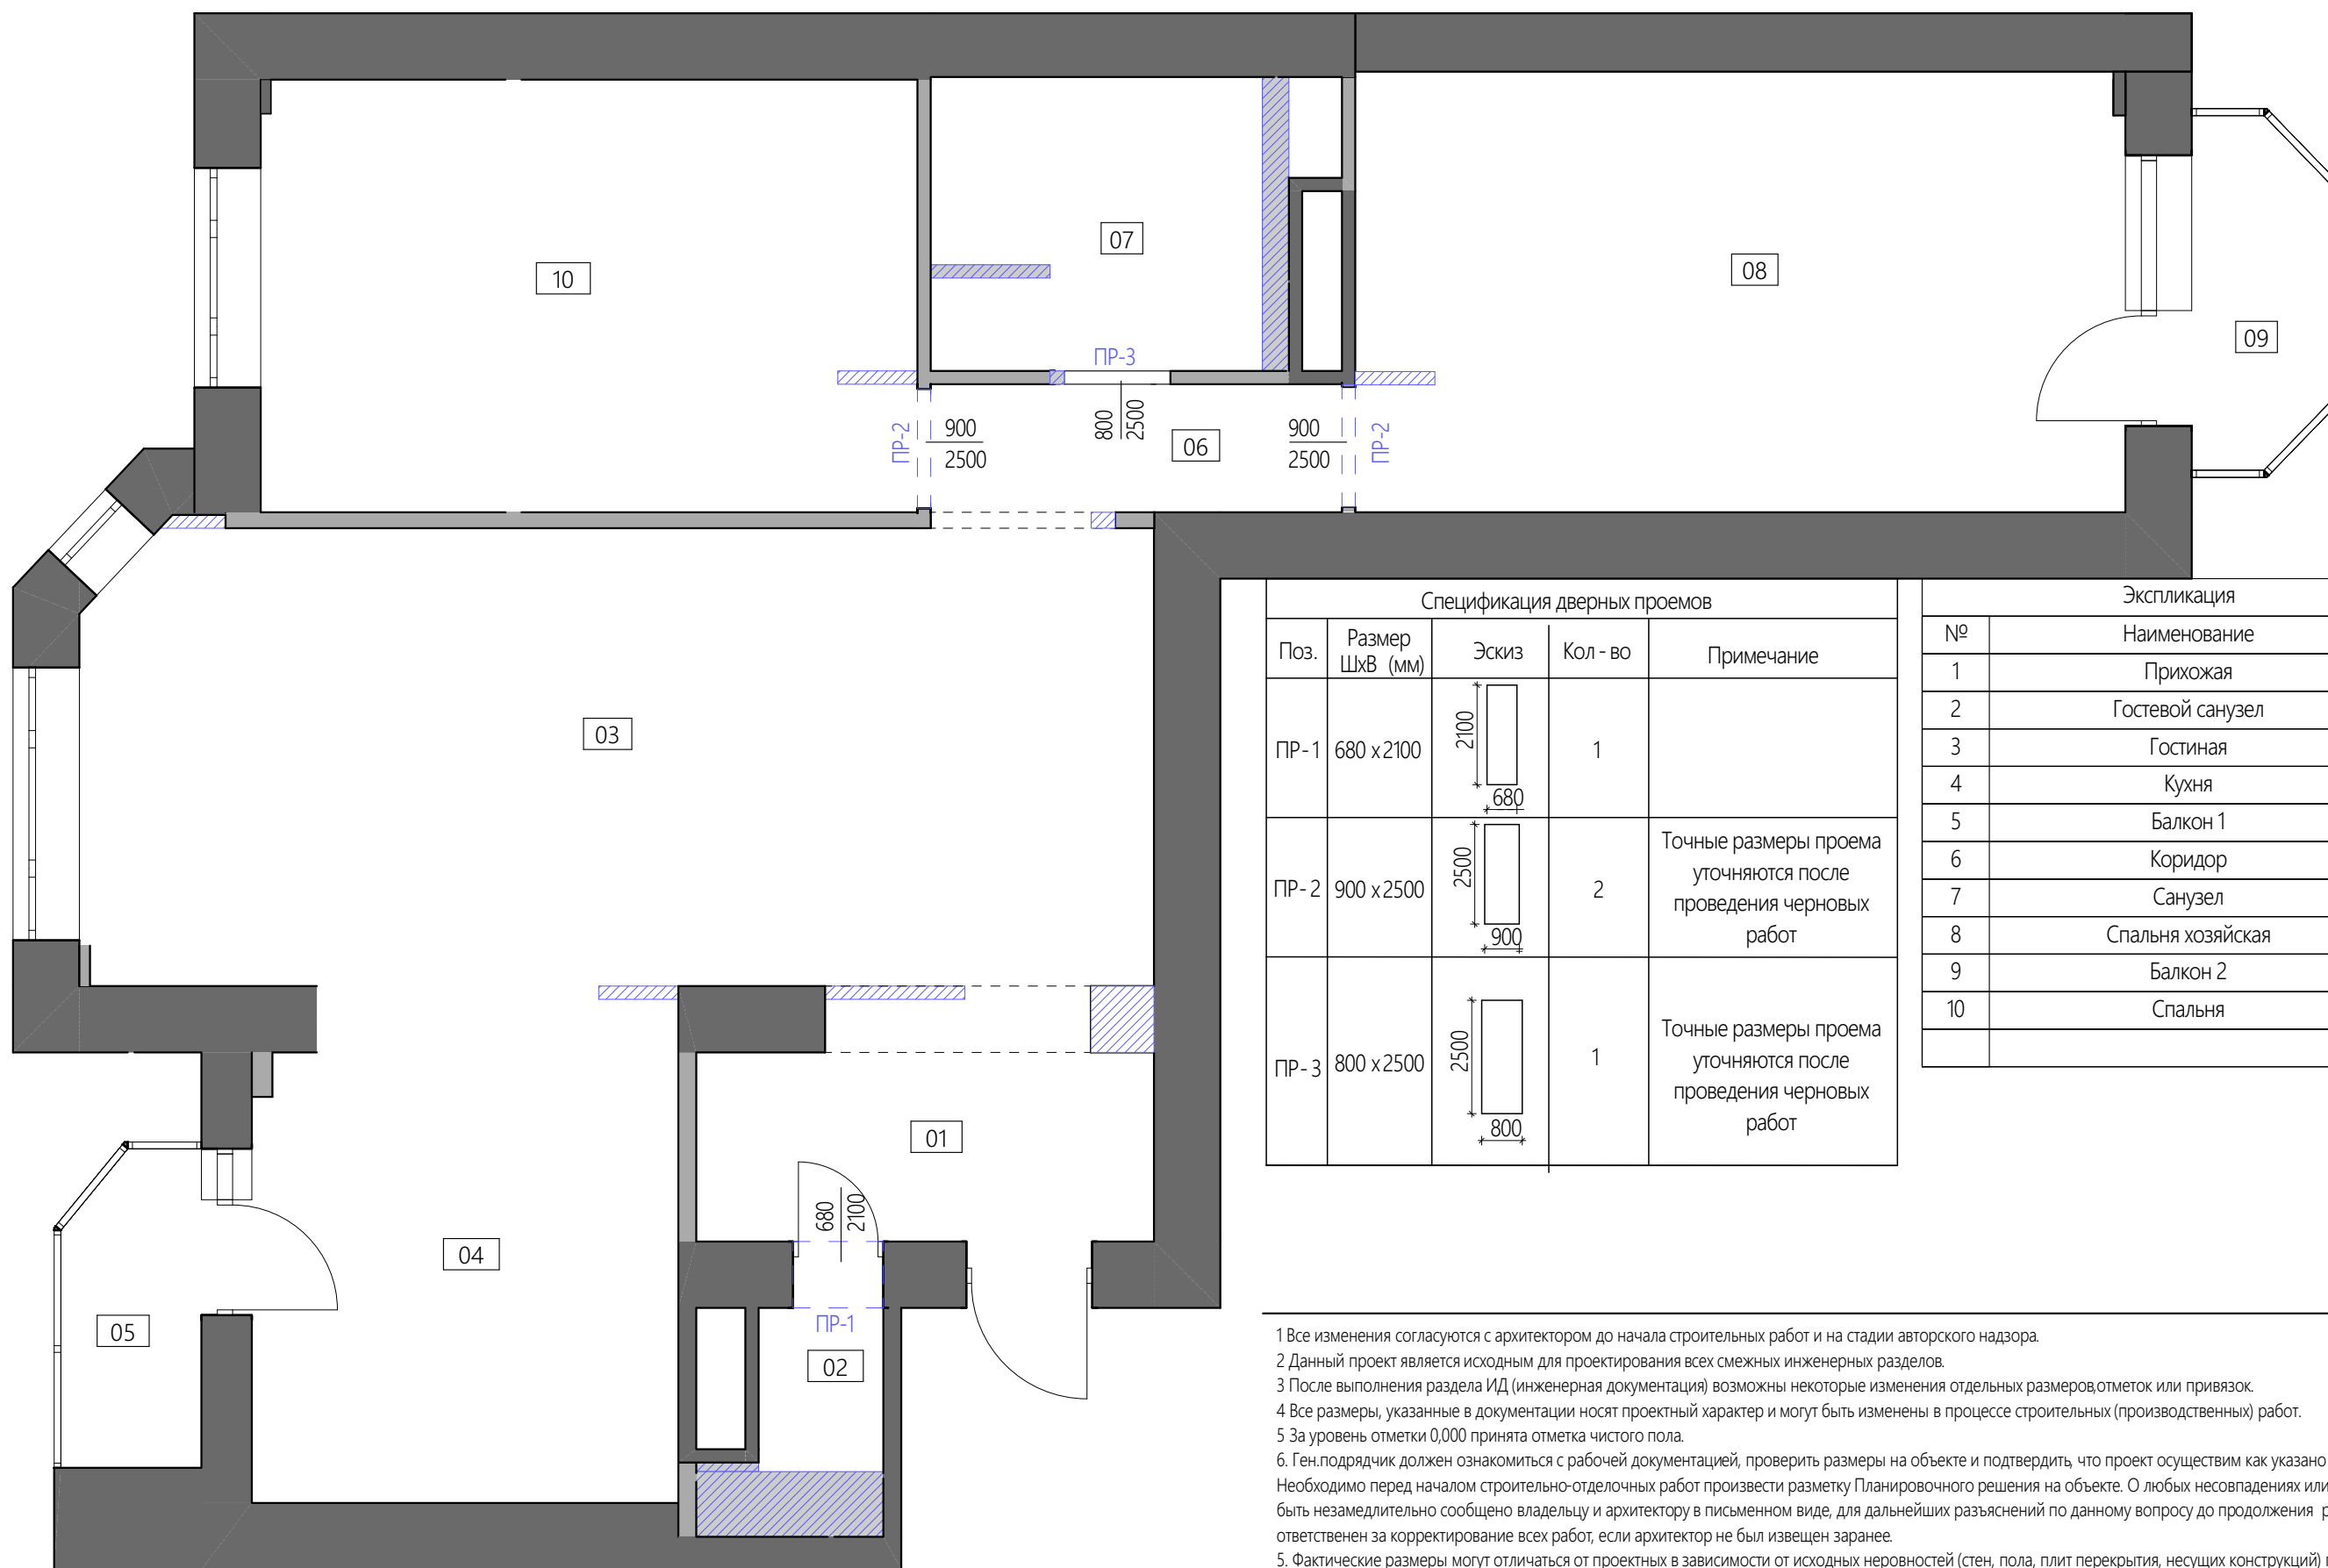 10
07
08
09
ПР-3
800
2500
ПР-2
900
2500
06
900
2500
ПР-2
03
Спецификация дверных проемов
Поз.
Размер
ШхВ (мм)
Эскиз
Кол - во
Примечание
ПР-1
680 x 2100
2100
680
1
ПР-2
900 x 2500
2500
900
2
Точные размеры проема
уточняются после
проведения черновых
работ
ПР-3
800 x 2500
2500
800
1
Точные размеры проема
уточняются после
проведения черновых
работ
Экспликация
№ Наименование
1 Прихожая
2 Гостевой санузел
3 Гостиная
4 Кухня
5 Балкон 1
6 Коридор
7 Санузел
8 Спальня хозяйская
9 Балкон 2
10 Спальня
01
680
2100
04
05
ПР-1
02
1 Все изменения согласуются с архитектором до начала строительных работ и на стадии авторского надзора.
2 Данный проект является исходным для проектирования всех смежных инженерных разделов.
3 После выполнения раздела ИД (инженерная документация) возможны некоторые изменения отдельных размеров,отметок или привязок.
4 Все размеры, указанные в документации носят проектный характер и могут быть изменены в процессе строительных (производственных) работ.
5 За уровень отметки 0,000 принята отметка чистого пола.
6. Ген.подрядчик должен ознакомиться с рабочей документацией, проверить размеры на объекте и подтвердить, что проект осуществим как указано
Необходимо перед началом строительно-отделочных работ произвести разметку Планировочного решения на объекте. О любых несовпадениях или
быть незамедлительно сообщено владельцу и архитектору в письменном виде, для дальнейших разъяснений по данному вопросу до продолжения
ответственен за корректирование всех работ, если архитектор не был извещен заранее.
5. Фактические размеры могут отличаться от проектных в зависимости от исходных неровностей (стен, пола, плит перекрытия, несущих конструкций)